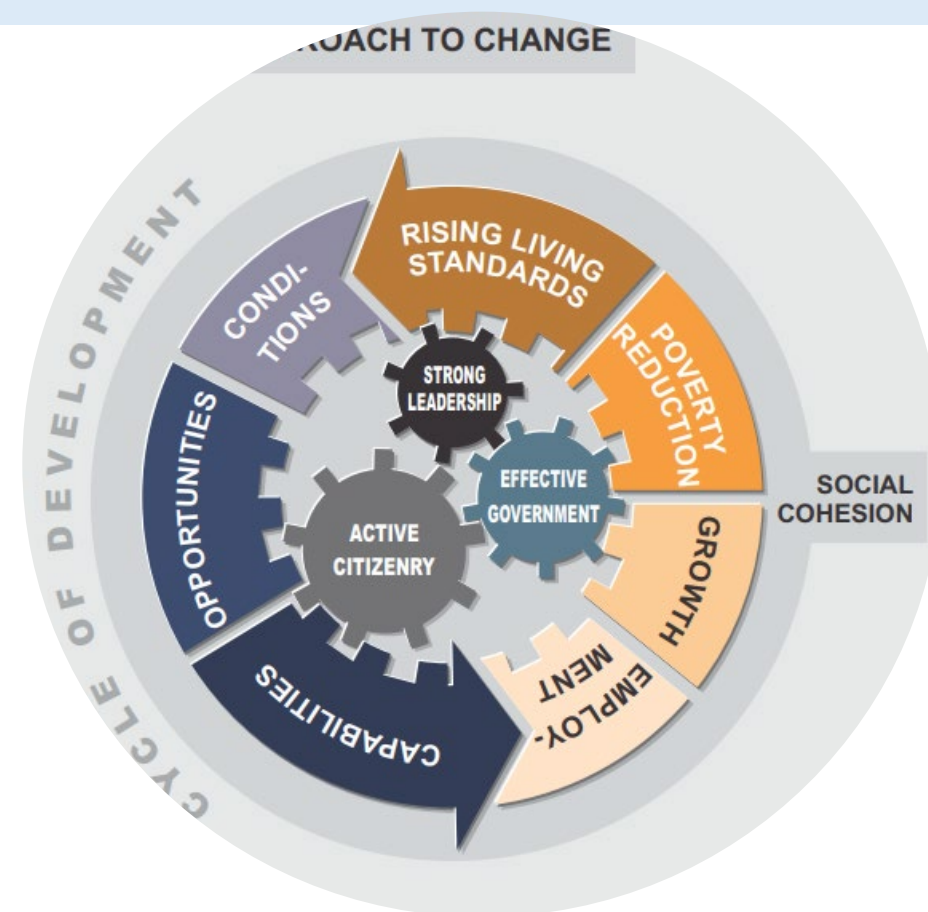 ROACH TO CHANGE
CYCLE OF DEVELOPMENT
RISING LIVING
STANDARDS
POVERTY
REDUCTION
GROWTH
EMPLOY-
MENT
CAPABILITIES
OPPORTUNITIES
CONDI-
TIONS
STRONG
LEADERSHIP
EFFECTIVE
GOVERNMENT
ACTIVE
CITIZENRY
SOCIAL
COHESION